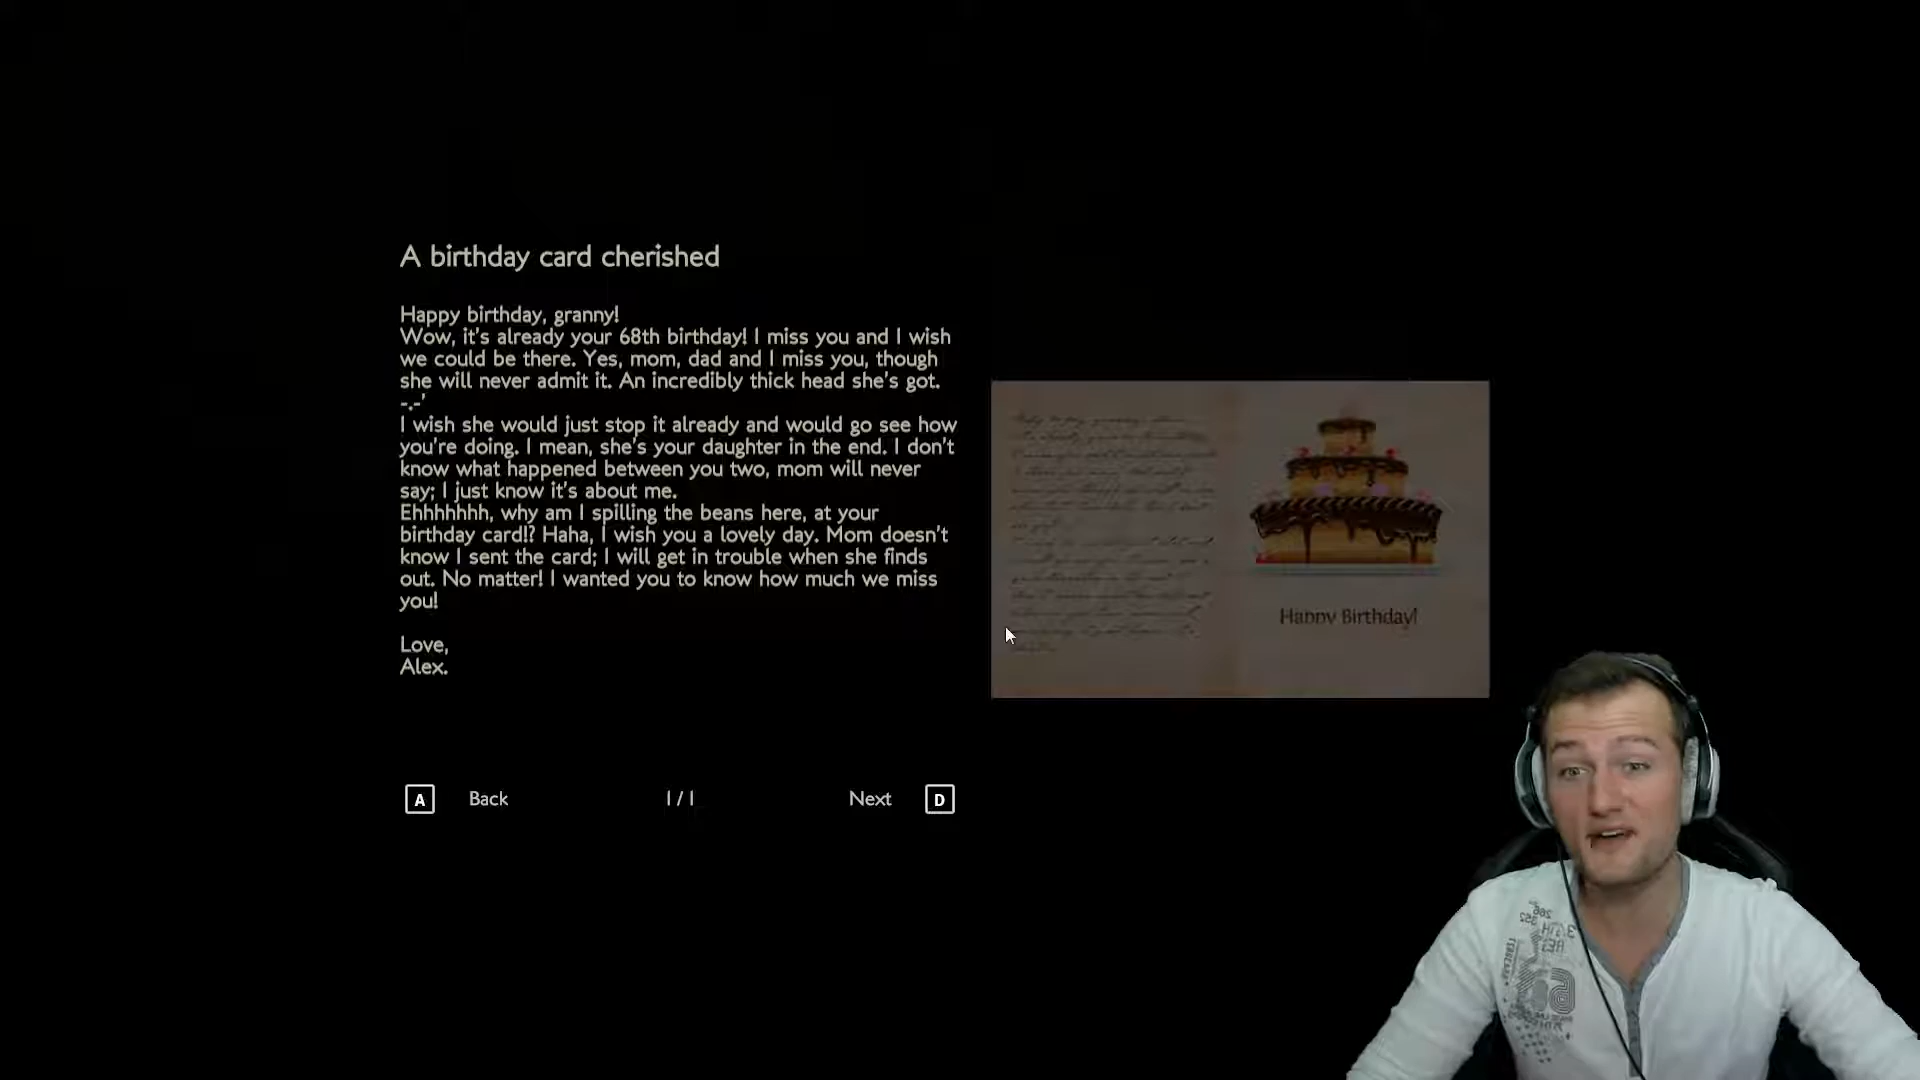 A birthday card cherished
Happy birthday, granny!
Wow, it's already your 68th birthday! I miss you and I wish
we could be there. Yes, mom, dad and I miss you, though
she will never admit it. An incredibly thick head she's got.
-.-'
I wish she would just stop it already and would go see how
you're doing. I mean, she's your daughter in the end. I don't
know what happened between you two, mom will never
say; I just know it's about me.
Ehhhhhhh, why am I spilling the beans here, at your
birthday card!? Haha, I wish you a lovely day. Mom doesn't
know I sent the card; I will get in trouble when she finds
out. No matter! I wanted you to know how much we miss
you!
Love,
Alex.
Happy Birthday!
A Back 1/1 Next D